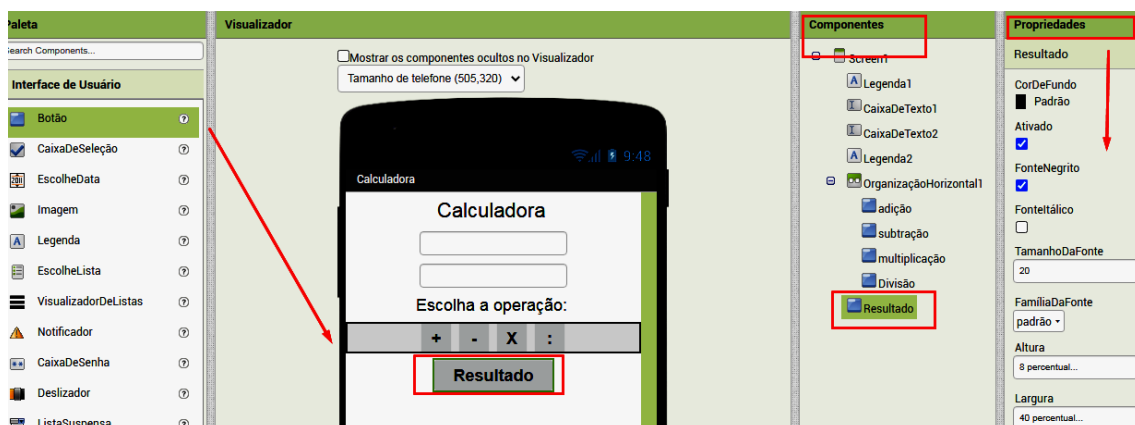 Paleta
Search Components...
Interface de Usuário
Botão
CaixaDeSeleção
EscolheData
Imagem
Legenda
EscolheLista
VisualizadorDeListas
Notificador
CaixaDeSenha
Deslizador
ListaSuspensa
Visualizador
Mostrar os componentes ocultos no Visualizador
Tamanho de telefone (505,320)
9:48
Calculadora
Calculadora
Escolha a operação:
+ - X :
Resultado
Componentes
Screen1
Legenda1
CaixaDeTexto1
CaixaDeTexto2
Legenda2
OrganizaçãoHorizontal1
adição
subtração
multiplicação
Divisão
Resultado
Propriedades
Resultado
CorDeFundo
Padrão
Ativado
FonteNegrito
FonteItálico
TamanhoDaFonte
20
FamíliaDaFonte
padrão
Altura
8 percentual...
Largura
40 percentual...